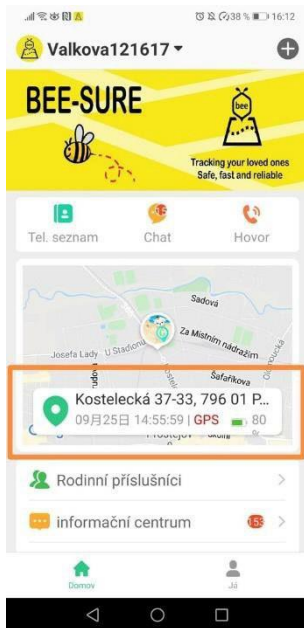 38 % 16:12
Valkova121617
BEE-SURE
bee
Tracking your loved ones
Safe, fast and reliable
Tel. seznam
Chat
Hovor
Sadová
Za Místním nádražím
Josefa Lady
U Stadionu
Šafaříkova
Kostelecká 37-33, 796 01 P...
09月25日 14:55:59 | GPS 80
Rodinní příslušníci
informační centrum
153
Domov
Já